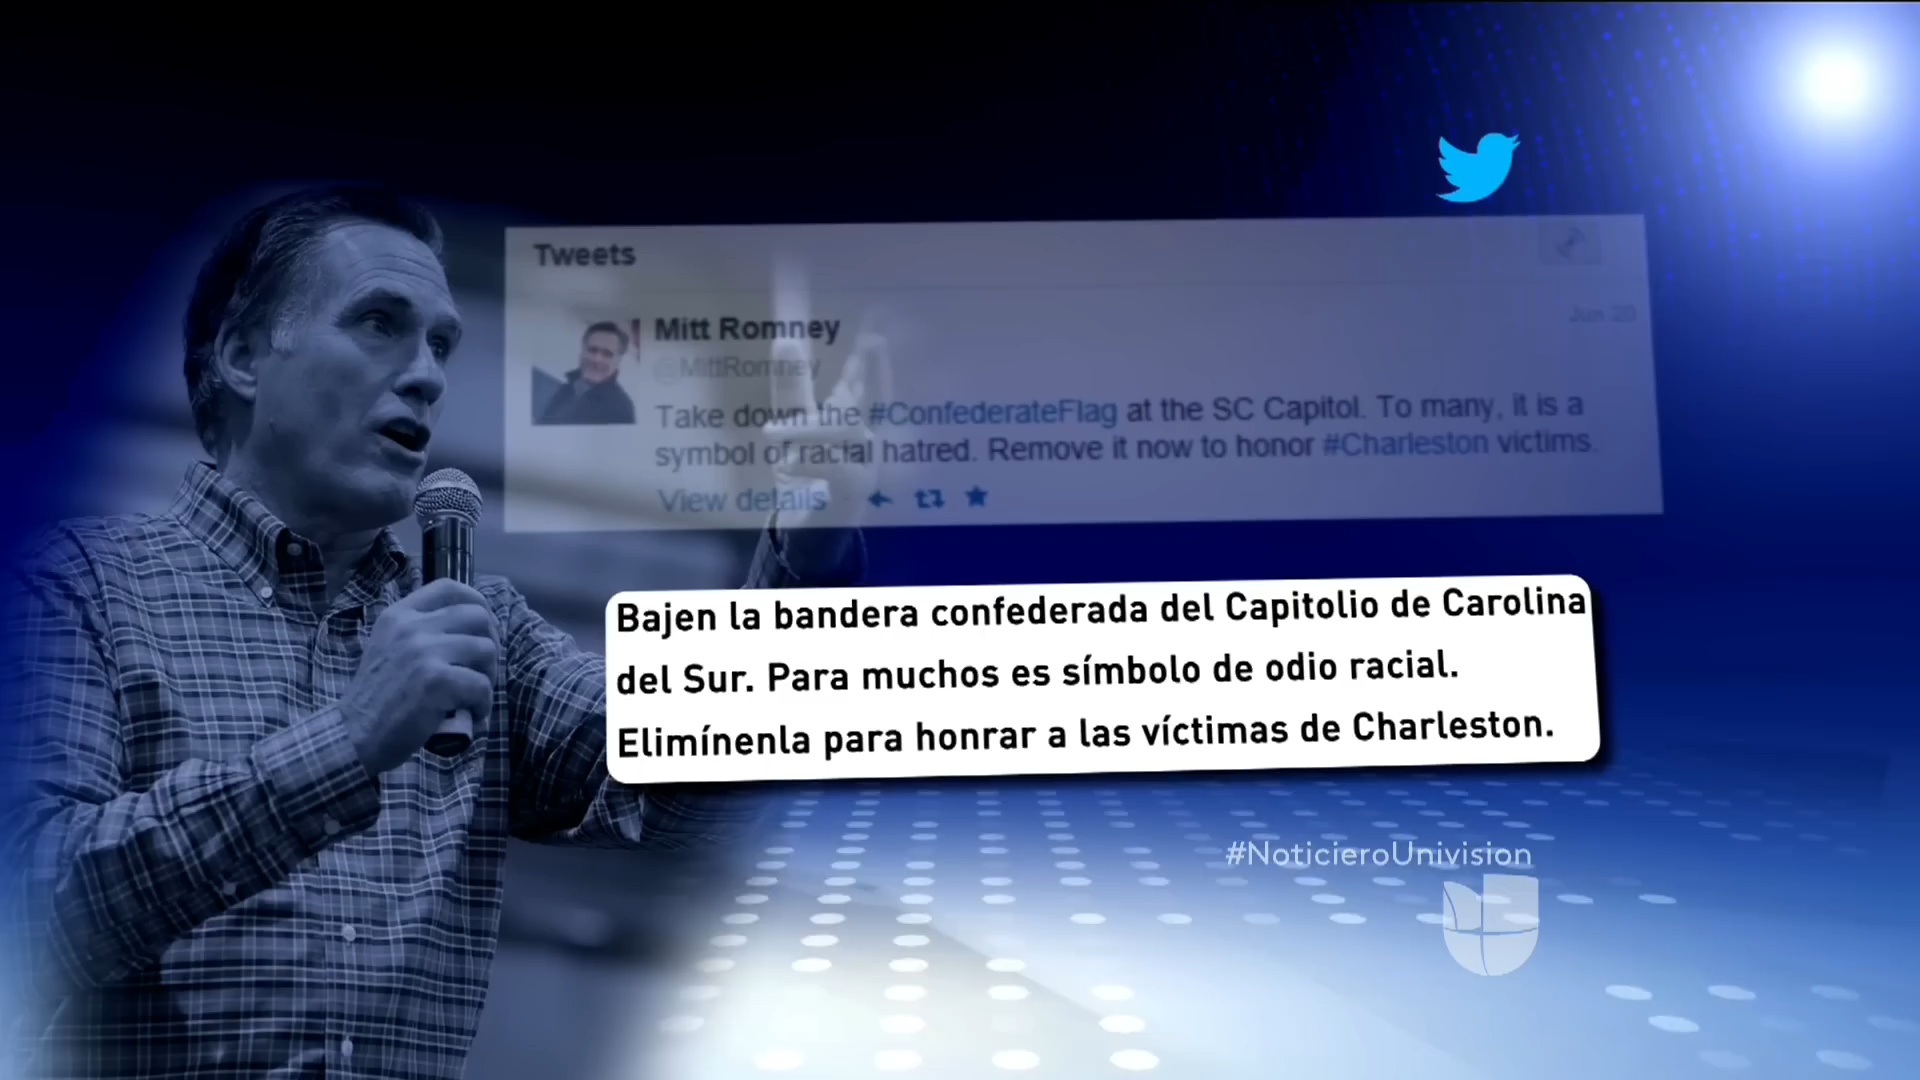 Tweets
Mitt Romney
Jun 20
@MittRomney
Take down the #ConfederateFlag at the SC Capitol. To many, it is a
symbol of racial hatred. Remove it now to honor #Charleston victims.
View details
Bajen la bandera confederada del Capitolio de Carolina
del Sur. Para muchos es símbolo de odio racial.
Elimínenla para honrar a las víctimas de Charleston.
#NoticieroUnivision